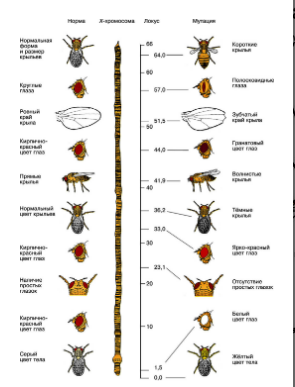 Норма X-хромосома Локус Мутация
Нормальная
форма
и размер
крыльев
66
64,0
Короткие
крылья
60
Круглые
глаза
57,0
Полосковидные
глаза
Ровный
край
крыла
51,5
50
Зубчатый
край крыла
Кирпично-
красный
цвет глаз
44,0
Гранатовый
цвет глаз
Прямые
крылья
41,9
40
Волнистые
крылья
Нормальный
цвет крыльев
36,2
Тёмные
крылья
33,0
30
Кирпично-
красный
цвет глаз
Ярко-красный
цвет глаз
23,1
20
Наличие
простых
глазок
Отсутствие
простых глазок
Кирпично-
красный
цвет глаз
10
Белый
цвет глаз
Серый
цвет тела
1,5
0,0
Жёлтый
цвет тела